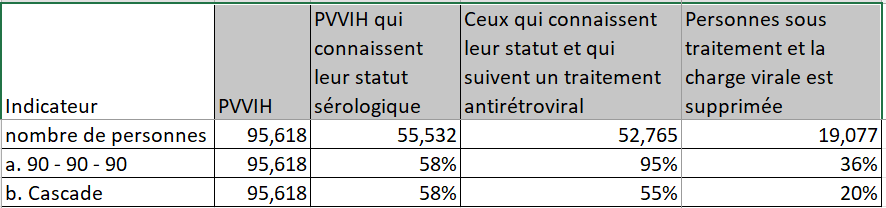 Indicateur PVVIH PVVIH qui connaissent leur statut sérologique Ceux qui connaissent leur statut et qui suivent un traitement antirétroviral Personnes sous traitement et la charge virale est supprimée
nombre de personnes 95,618 55,532 52,765 19,077
a. 90 - 90 - 90 95,618 58% 95% 36%
b. Cascade 95,618 58% 55% 20%